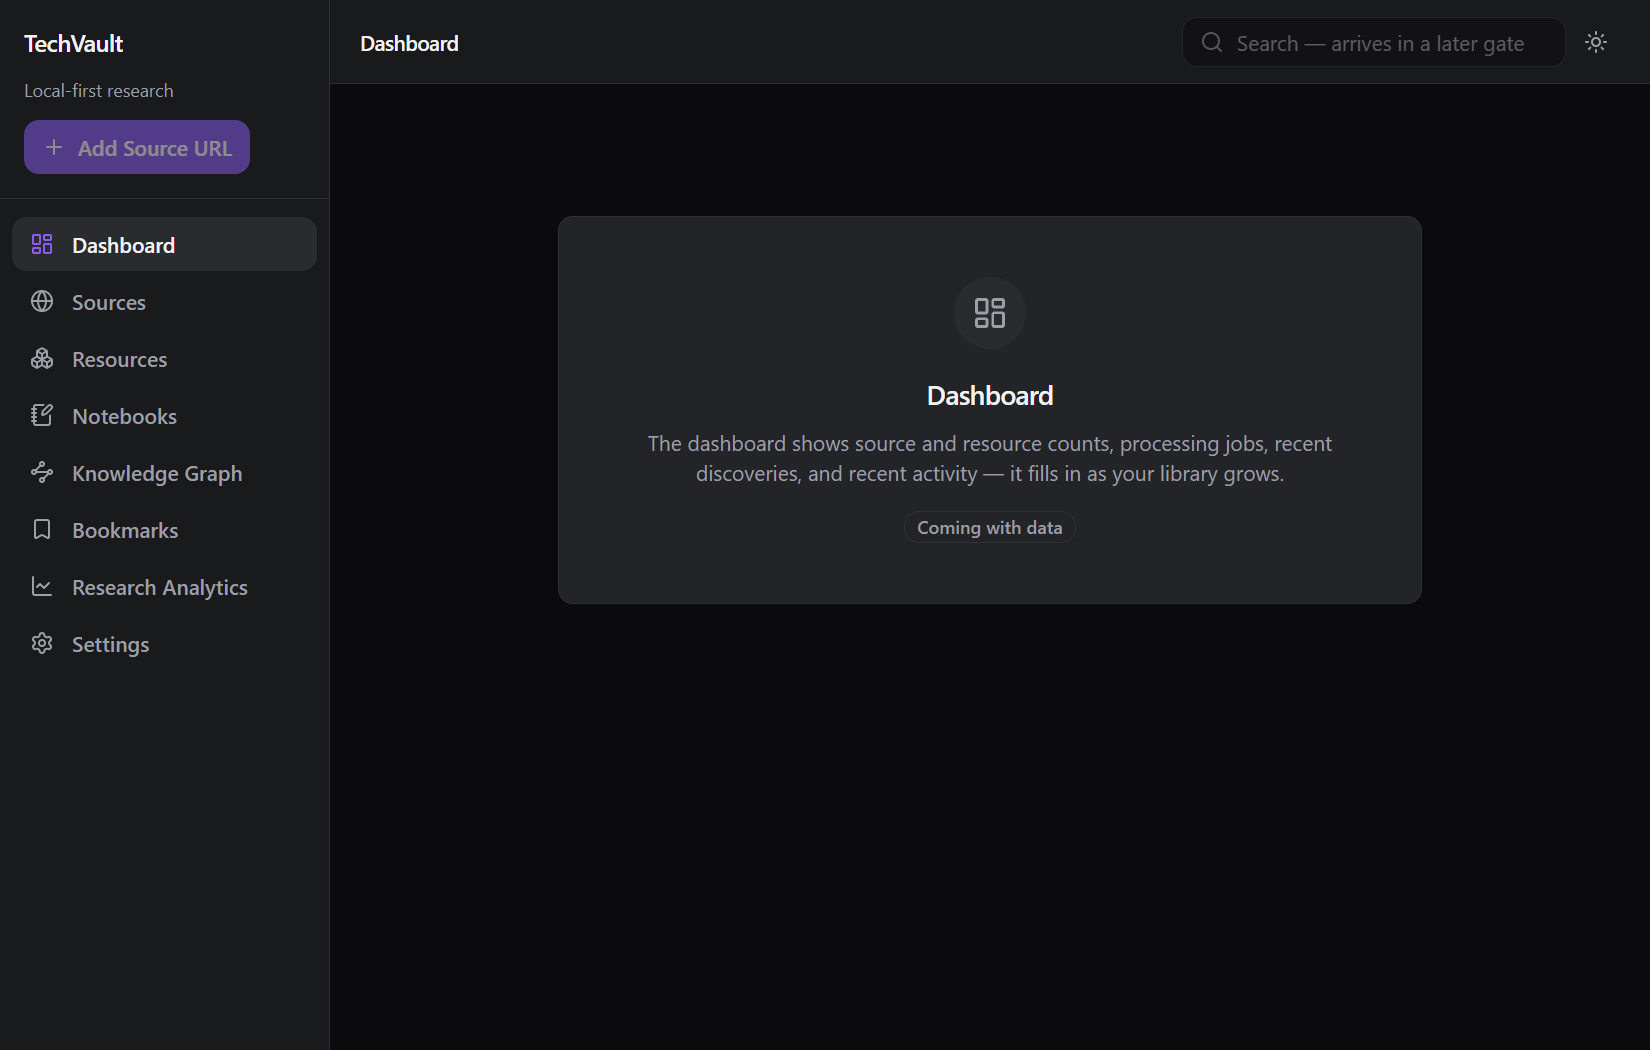 TechVault
Local-first research
Add Source URL
Dashboard
Sources
Resources
Notebooks
Knowledge Graph
Bookmarks
Research Analytics
Settings
Dashboard
Search — arrives in a later gate
Dashboard
The dashboard shows source and resource counts, processing jobs, recent
discoveries, and recent activity — it fills in as your library grows.
Coming with data